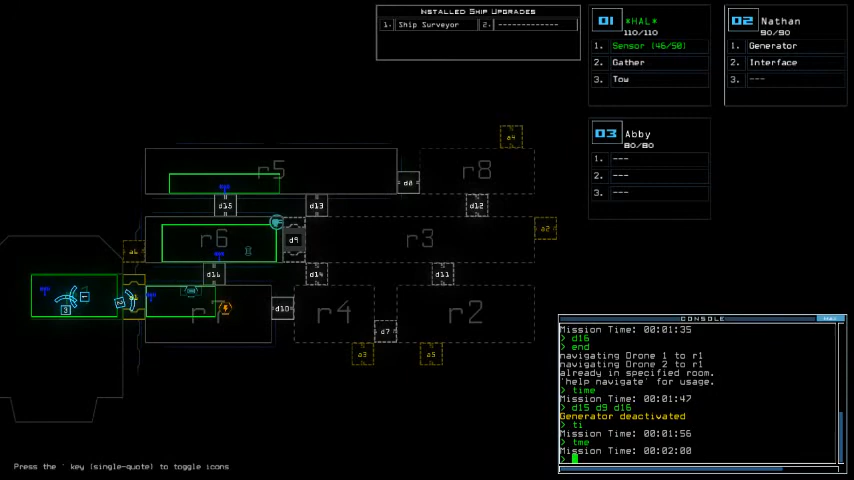 INSTALLED SHIP UPGRADES
1. Ship Surveyor 2. -------------
01 *HAL*
110/110
1. Sensor (46/50)
2. Gather
3. Tow
02 Nathan
90/90
1. Generator
2. Interface
3. ---
03 Abby
80/80
1. ---
2. ---
3. ---
a4
r5
r8
d8
d15
d13
d12
a2
r6
d9
r3
a6
d16
d14
d11
1
2
3
r7
d10
r4
r2
d7
a3
a5
CONSOLE
Mission Time: 00:01:35
> d16
> end
navigating Drone 1 to r1
navigating Drone 2 to r1
already in specified room.
'help navigate' for usage.
> time
Mission Time: 00:01:47
> d15 d9 d16
Generator deactivated
> ti
Mission Time: 00:01:56
> tme
Mission Time: 00:02:00
>
Press the ' key (single-quote) to toggle icons